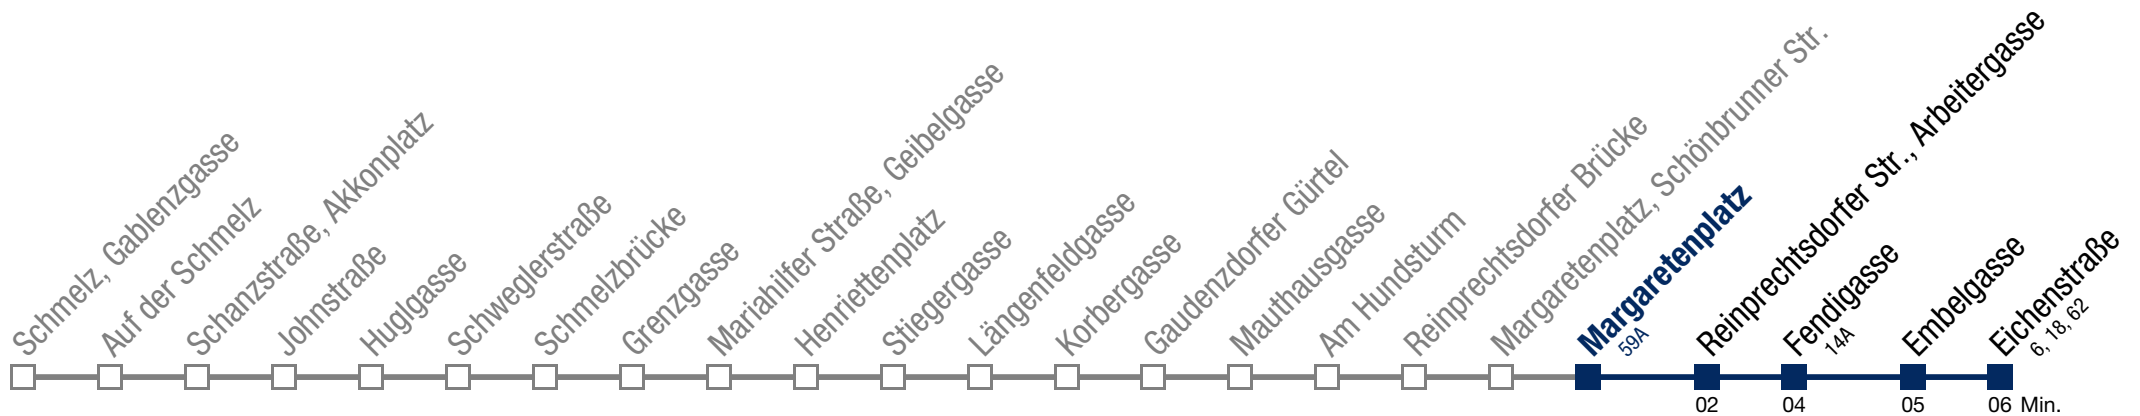 Schmelz, Gablenzgasse
Auf der Schmelz
Schanzstraße, Akkonplatz
Johnstraße
Huglgasse
Schweglerstraße
Schmelzbrücke
Grenzgasse
Mariahilfer Straße, Geibelgasse
Henriettenplatz
Stiegergasse
Längenfeldgasse
Korbergasse
Gaudenzdorfer Gürtel
Mauthausgasse
Am Hundsturm
Reinprechtsdorfer Brücke
Margaretenplatz, Schönbrunner Str.
Margaretenplatz
59A
Reinprechtsdorfer Str., Arbeitergasse
Fendigasse
14A
Embelgasse
Eichenstraße
6, 18, 62
02 04 05 06 Min.